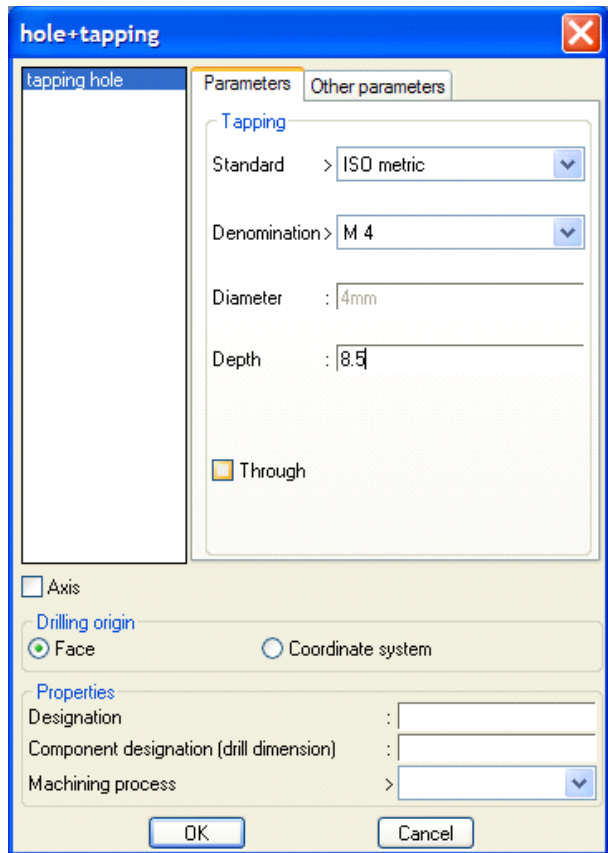 hole+tapping
tapping hole
Parameters
Other parameters
Tapping
Standard > ISO metric
Denomination > M 4
Diameter : 4mm
Depth : 8.5
Through
Axis
Drilling origin
Face
Coordinate system
Properties
Designation :
Component designation (drill dimension) :
Machining process >
OK
Cancel